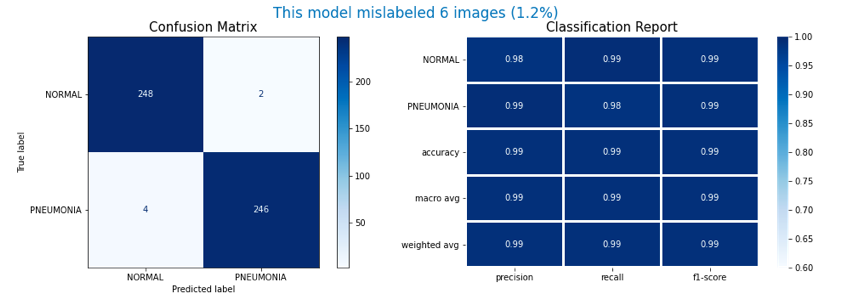 This model mislabeled 6 images (1.2%)
Confusion Matrix
NORMAL
PNEUMONIA
True label
248
2
4
246
NORMAL
PNEUMONIA
Predicted label
200
150
100
50
Classification Report
NORMAL 0.98 0.99 0.99
PNEUMONIA 0.99 0.98 0.99
accuracy 0.99 0.99 0.99
macro avg 0.99 0.99 0.99
weighted avg 0.99 0.99 0.99
precision recall f1-score
1.00
0.95
0.90
0.85
0.80
0.75
0.70
0.65
0.60